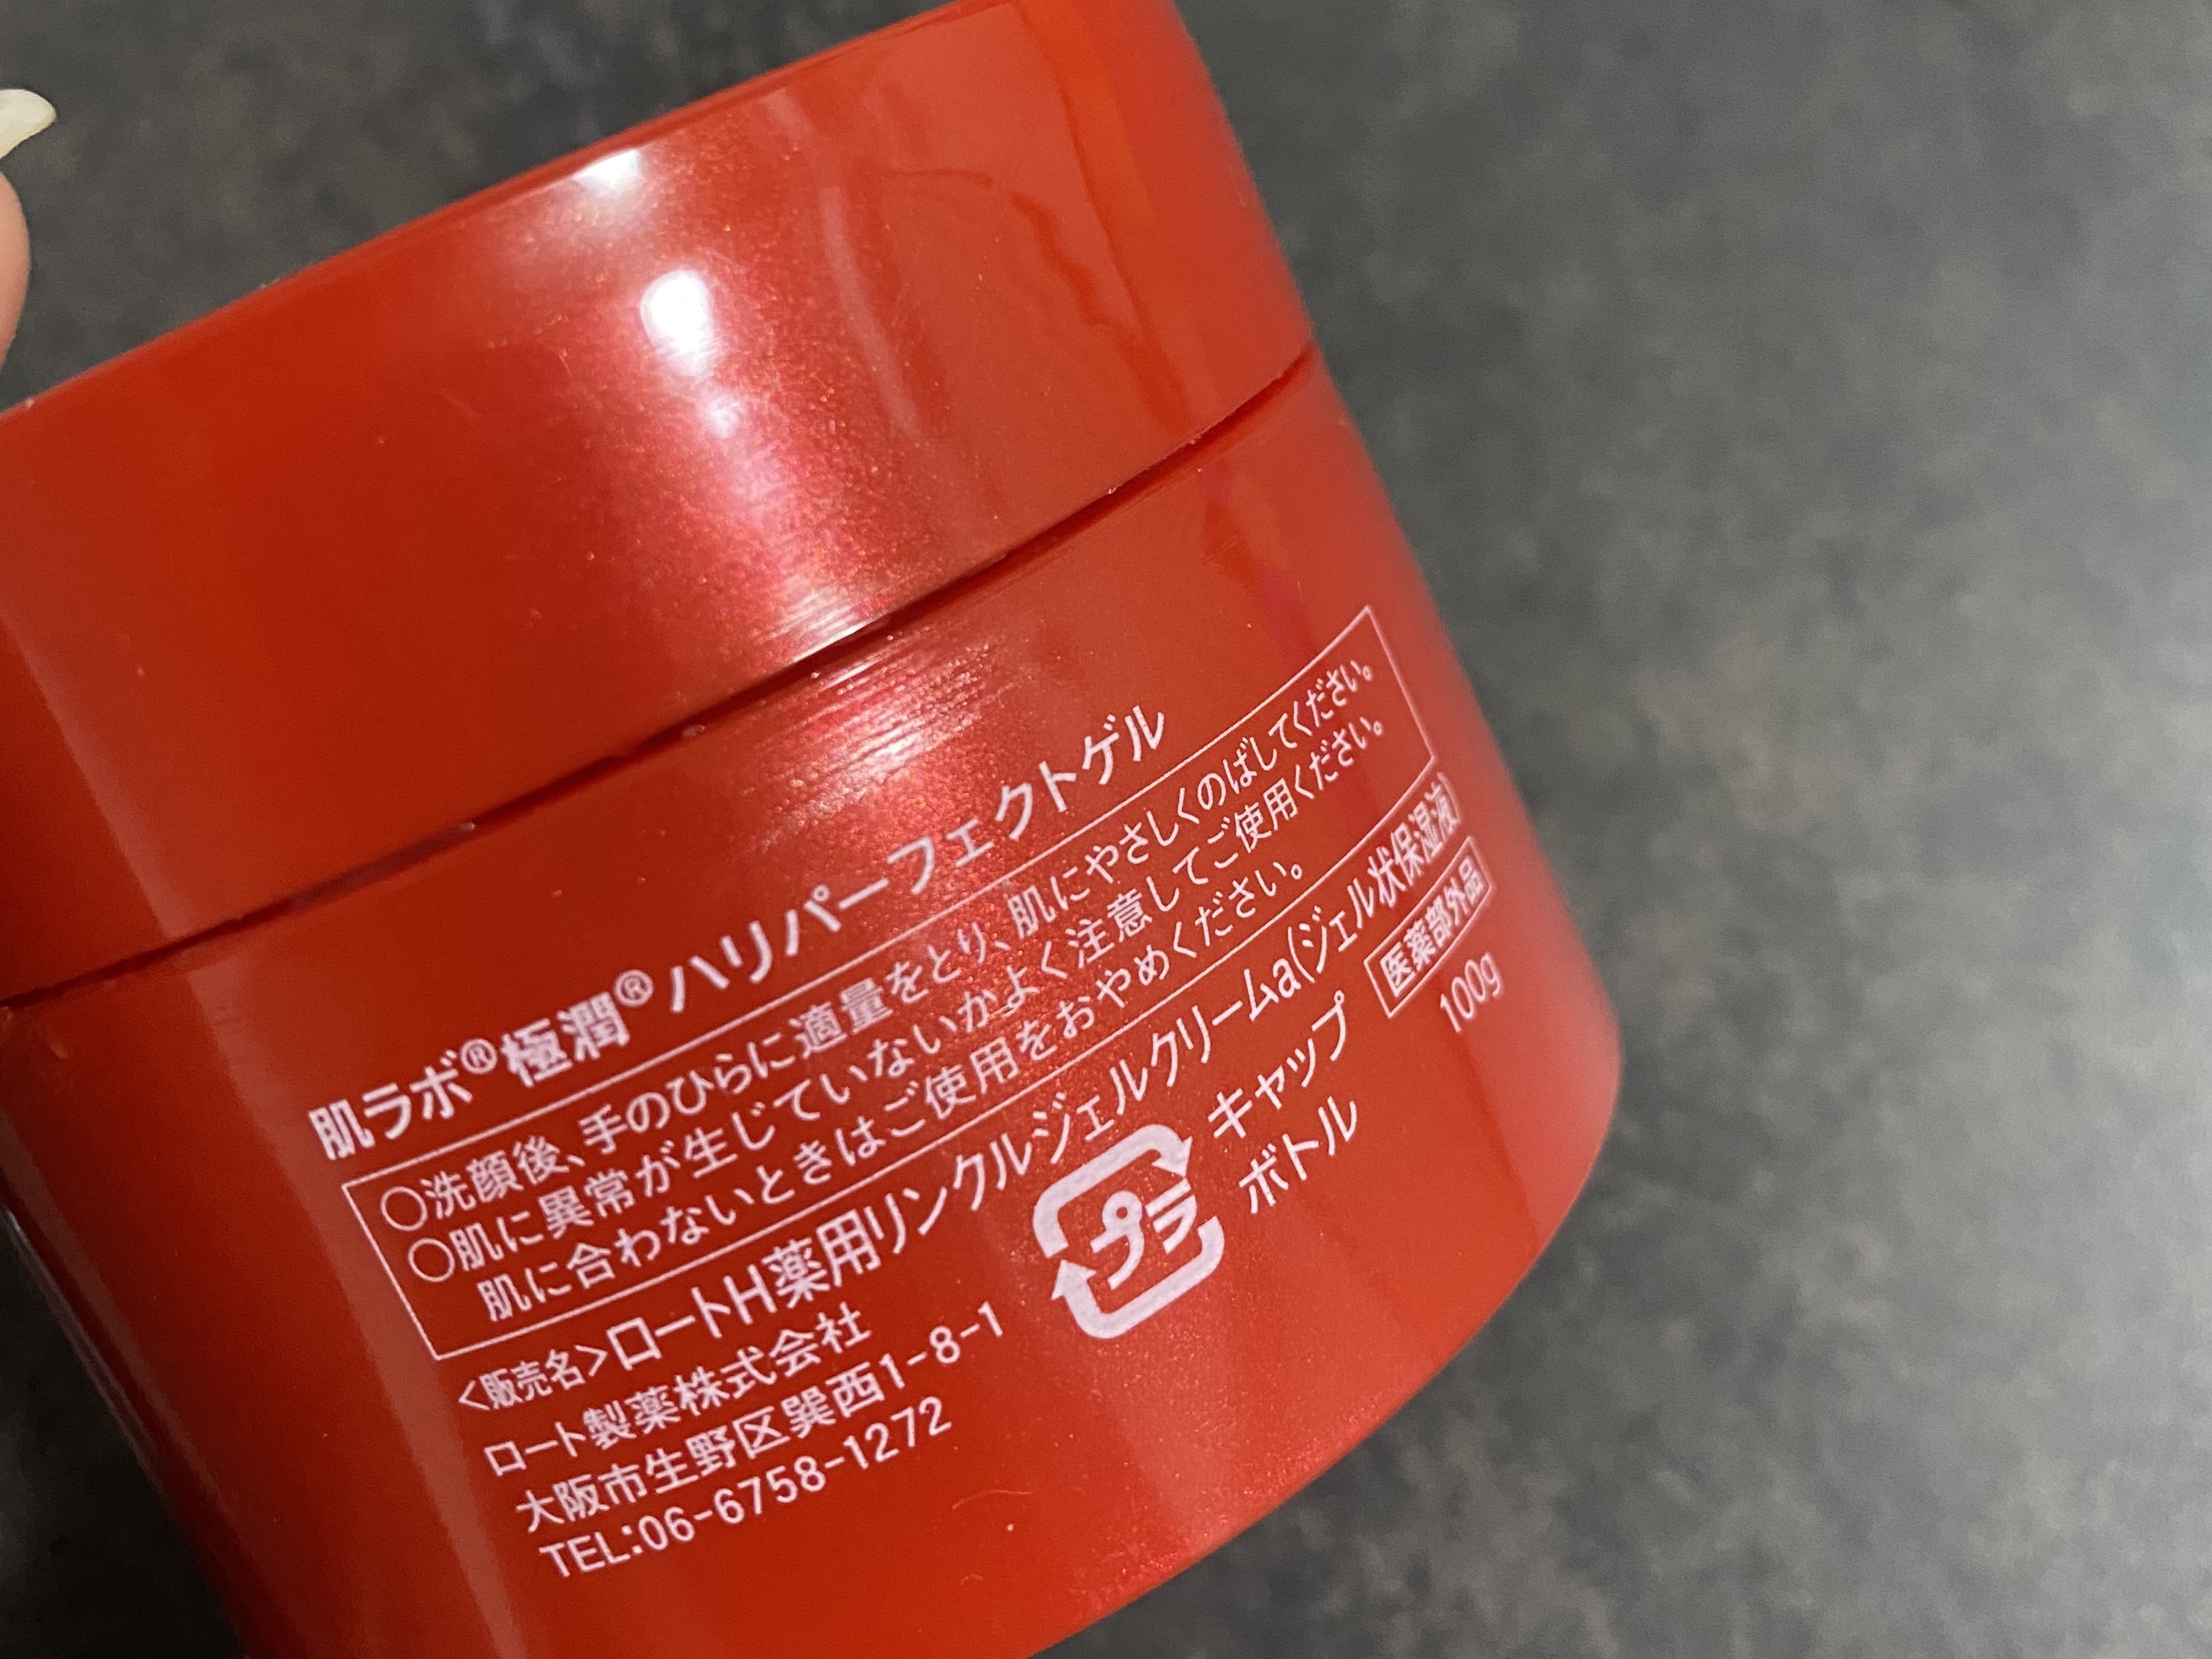 肌ラボ®極潤®ハリパーフェクトゲル
○洗顔後、手のひらに適量をとり、肌にやさしくのばしてください。
○肌に異常が生じていないかよく注意してご使用ください。
肌に合わないときはご使用をおやめください。
<販売名>ロートH薬用リンクルジェルクリームa(ジェル状保湿液)
ロート製薬株式会社
大阪市生野区巽西1-8-1
TEL:06-6758-1272
プラ
キャップ
ボトル
医薬部外品
100g